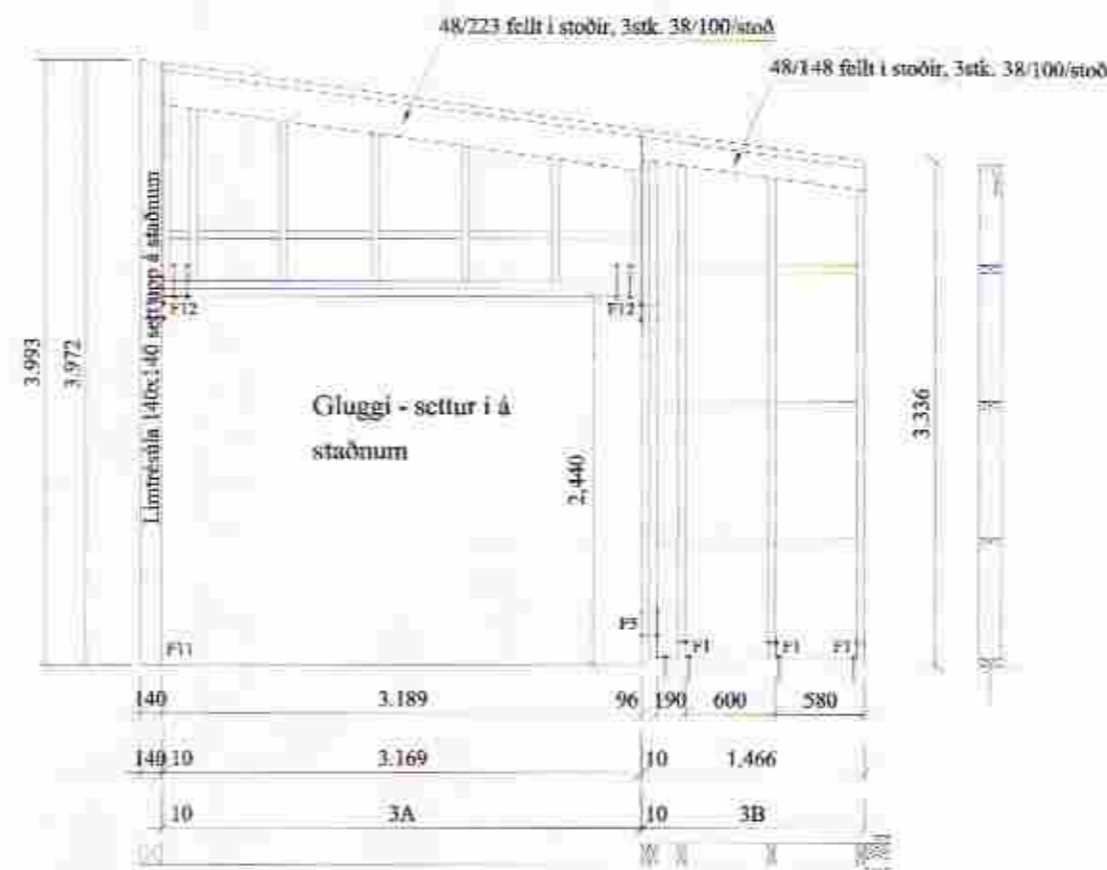 48/223 fellt í stoðir, 3stk. 38/100/stoð
48/148 fellt í stoðir, 3stk. 38/100/stoð
Límtrésúla 140x140 sett upp á staðnum
3.993
3.972
F12
F12
Gluggi - settur í á
staðnum
2,440
3.336
F11
F5
F1
F1
F1
140
3.189
96
190
600
580
140
10
3.169
10
1.466
10
3A
10
3B